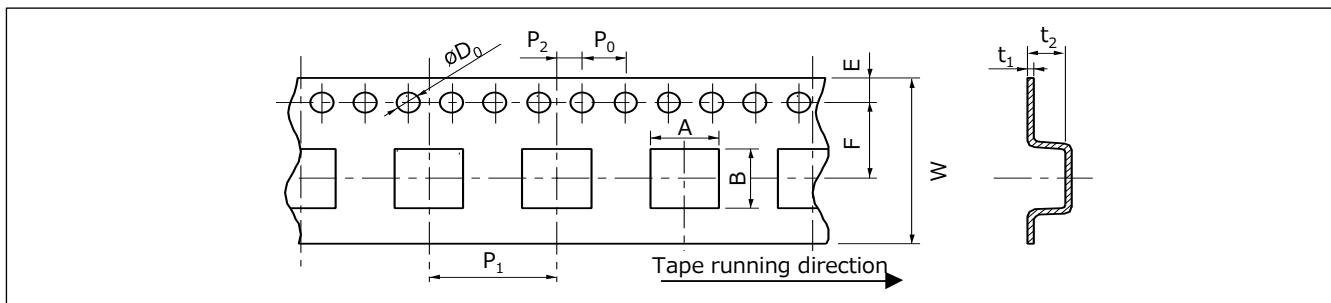 øD₀
P₂
P₀
E
t₂
t₁
A
F
B
W
P₁
Tape running direction